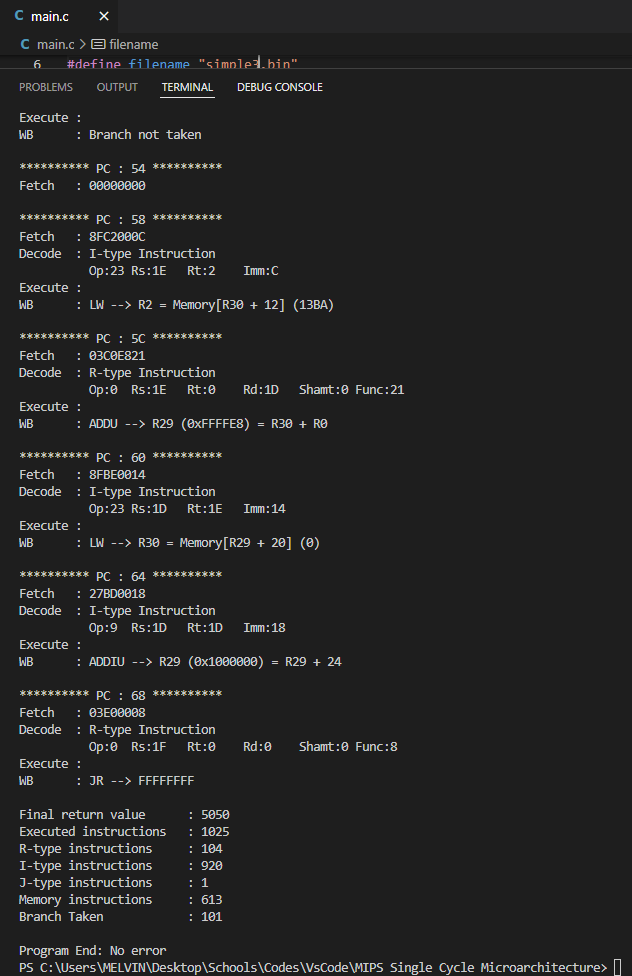 C main.c ×
C main.c > filename
6 #define filename "simple3.bin"
PROBLEMS OUTPUT TERMINAL DEBUG CONSOLE
Execute :
WB : Branch not taken
********** PC : 54 **********
Fetch : 00000000
********** PC : 58 **********
Fetch : 8FC2000C
Decode : I-type Instruction
Op:23 Rs:1E Rt:2 Imm:C
Execute :
WB : LW --> R2 = Memory[R30 + 12] (13BA)
********** PC : 5C **********
Fetch : 03C0E821
Decode : R-type Instruction
Op:0 Rs:1E Rt:0 Rd:1D Shamt:0 Func:21
Execute :
WB : ADDU --> R29 (0xFFFFE8) = R30 + R0
********** PC : 60 **********
Fetch : 8FBE0014
Decode : I-type Instruction
Op:23 Rs:1D Rt:1E Imm:14
Execute :
WB : LW --> R30 = Memory[R29 + 20] (0)
********** PC : 64 **********
Fetch : 27BD0018
Decode : I-type Instruction
Op:9 Rs:1D Rt:1D Imm:18
Execute :
WB : ADDIU --> R29 (0x1000000) = R29 + 24
********** PC : 68 **********
Fetch : 03E00008
Decode : R-type Instruction
Op:0 Rs:1F Rt:0 Rd:0 Shamt:0 Func:8
Execute :
WB : JR --> FFFFFFFF
Final return value : 5050
Executed instructions : 1025
R-type instructions : 104
I-type instructions : 920
J-type instructions : 1
Memory instructions : 613
Branch Taken : 101
Program End: No error
PS C:\Users\MELVIN\Desktop\Schools\Codes\VsCode\MIPS Single Cycle Microarchitecture>